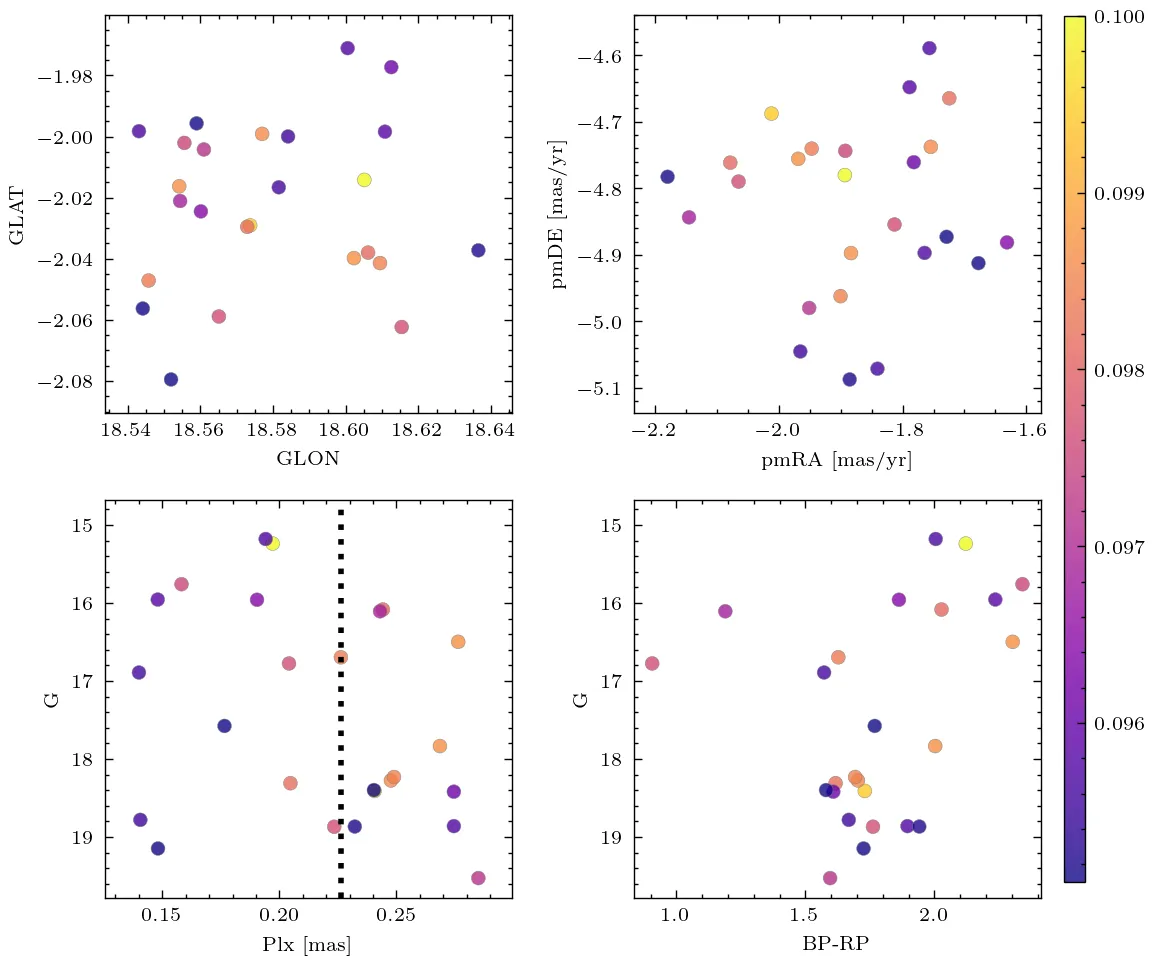 −1.98
−2.00
−2.02
−2.04
−2.06
−2.08
GLAT
18.54 18.56 18.58 18.60 18.62 18.64
GLON
−4.6
−4.7
−4.8
−4.9
−5.0
−5.1
pmDE [mas/yr]
−2.2 −2.0 −1.8 −1.6
pmRA [mas/yr]
0.100
0.099
0.098
0.097
0.096
15
16
17
18
19
G
0.15 0.20 0.25
Plx [mas]
15
16
17
18
19
G
1.0 1.5 2.0
BP-RP